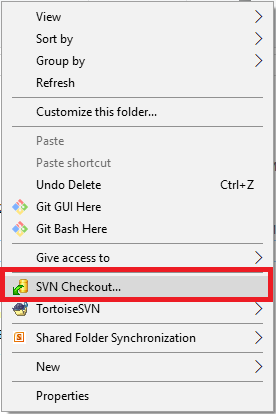 View
Sort by
Group by
Refresh
Customize this folder...
Paste
Paste shortcut
Undo Delete Ctrl+Z
Git GUI Here
Git Bash Here
Give access to
SVN Checkout...
TortoiseSVN
Shared Folder Synchronization
New
Properties